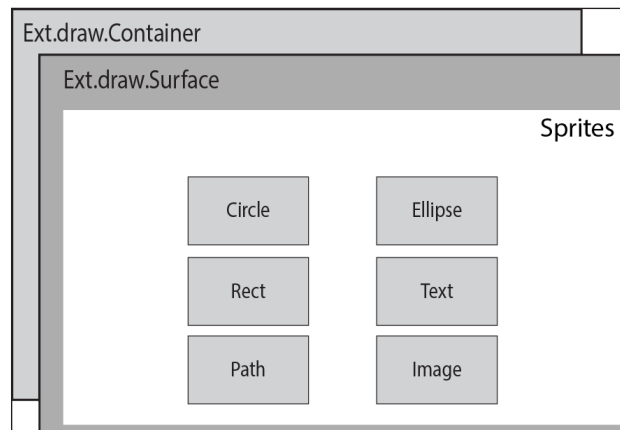 Ext.draw.Container
Ext.draw.Surface
Sprites
Circle
Ellipse
Rect
Text
Path
Image